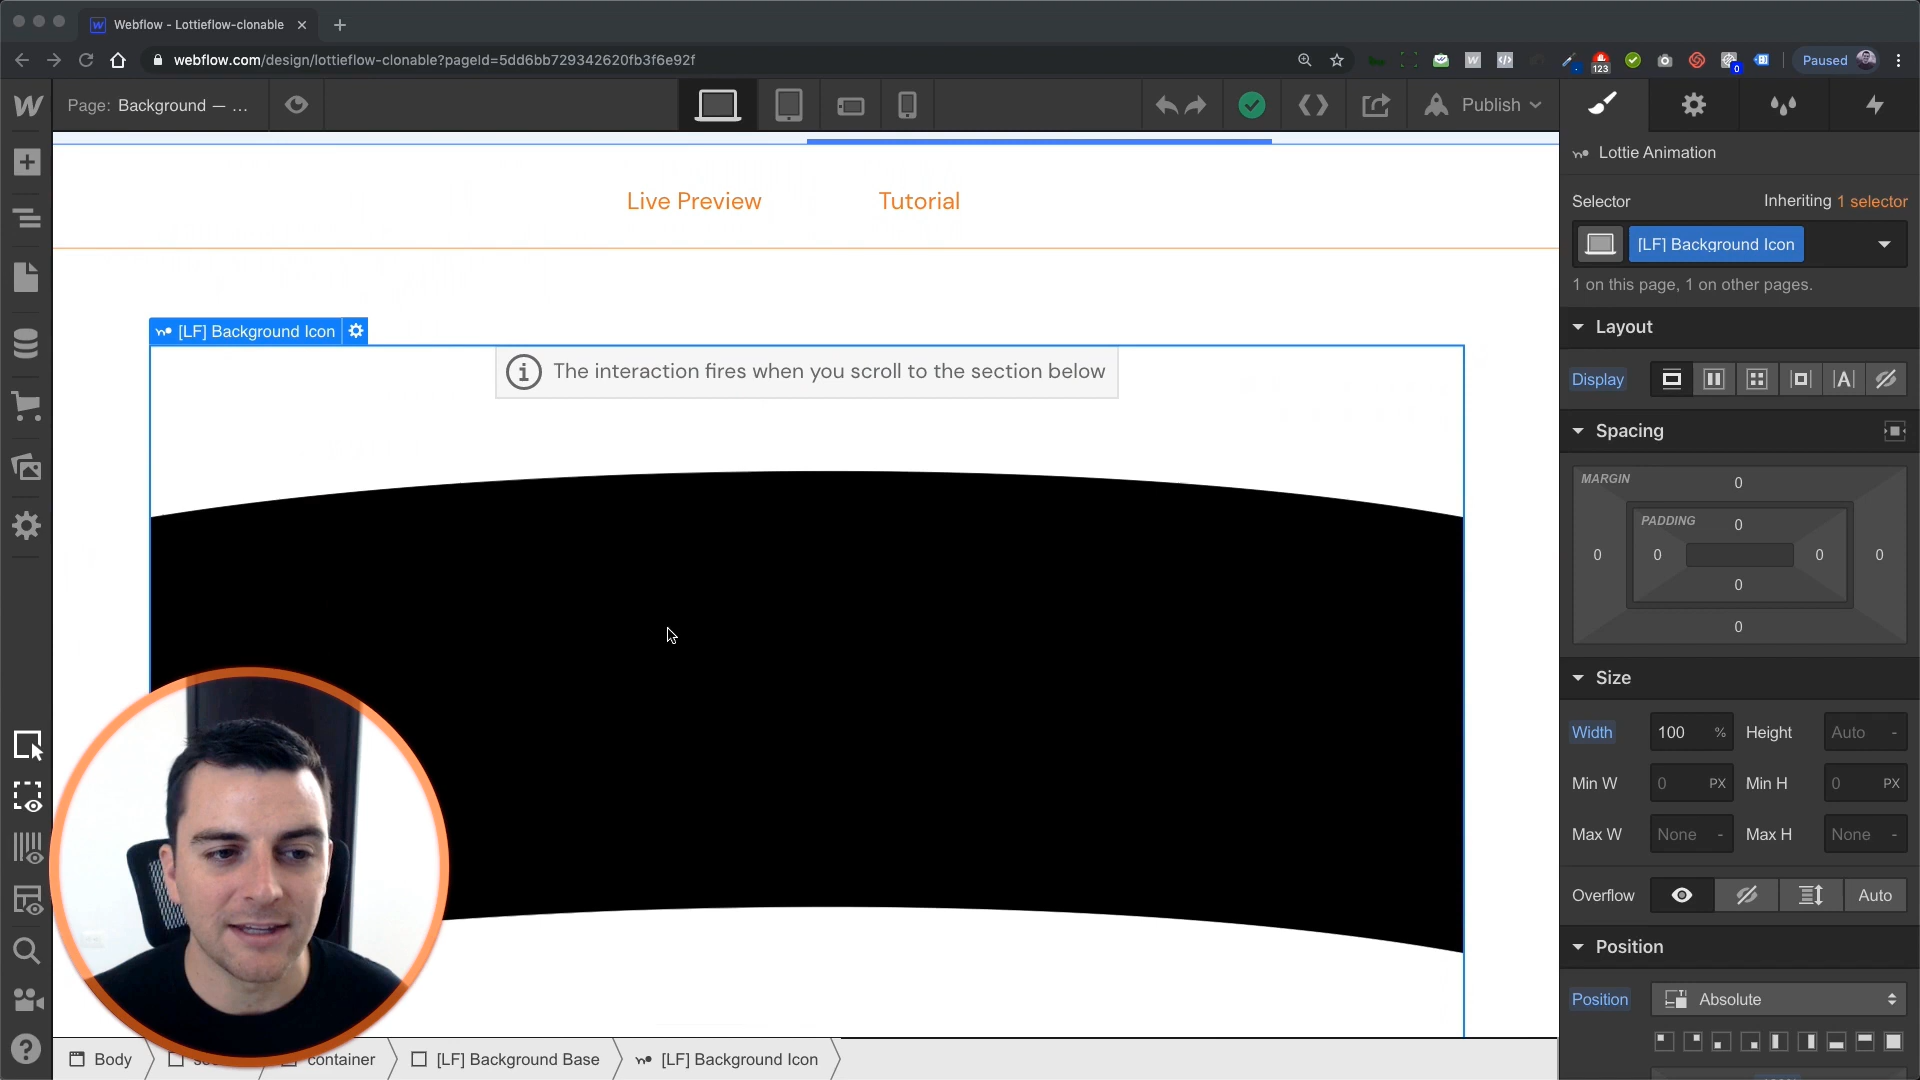 Webflow - Lottieflow-clonable
webflow.com/design/lottieflow-clonable?pageId=5dd6bb729342620fb3f6e92f
123
0
Paused
Page: Background — ...
Publish
Live Preview
Tutorial
[LF] Background Icon
The interaction fires when you scroll to the section below
Lottie Animation
Selector
Inheriting 1 selector
[LF] Background Icon
1 on this page, 1 on other pages.
Layout
Display
Spacing
MARGIN
0
PADDING
0
0
0
0
0
0
0
Size
Width
100 %
Height
Auto -
Min W
0 PX
Min H
0 PX
Max W
None -
Max H
None -
Overflow
Auto
Position
Position
Absolute
Body
container
[LF] Background Base
[LF] Background Icon